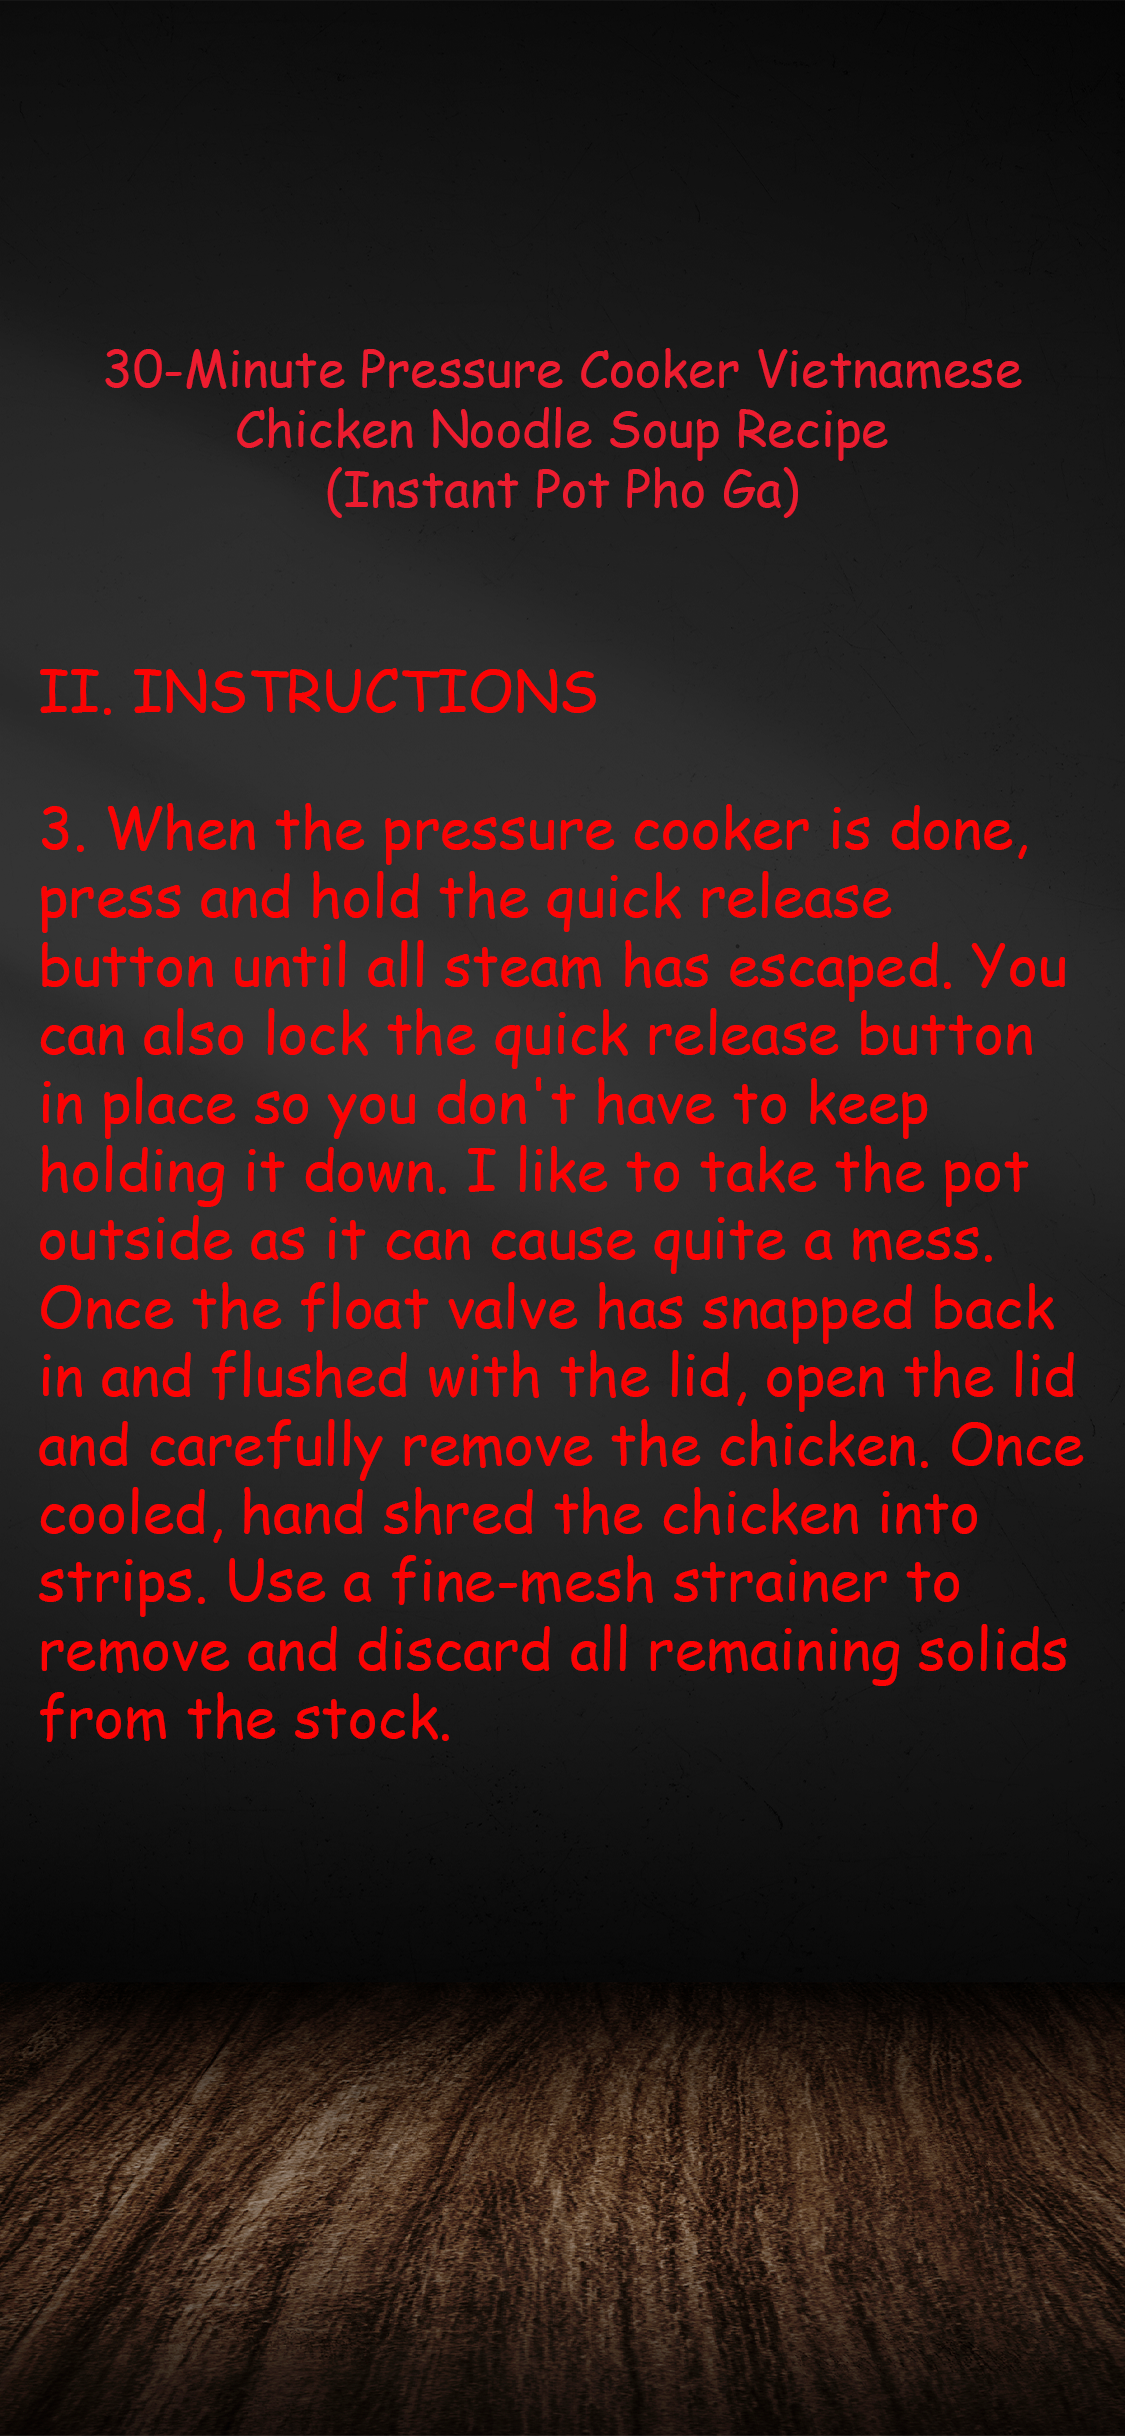 30-Minute Pressure Cooker Vietnamese
Chicken Noodle Soup Recipe
(Instant Pot Pho Ga)
II. INSTRUCTIONS
3. When the pressure cooker is done,
press and hold the quick release
button until all steam has escaped. You
can also lock the quick release button
in place so you don't have to keep
holding it down. I like to take the pot
outside as it can cause quite a mess.
Once the float valve has snapped back
in and flushed with the lid, open the lid
and carefully remove the chicken. Once
cooled, hand shred the chicken into
strips. Use a fine-mesh strainer to
remove and discard all remaining solids
from the stock.